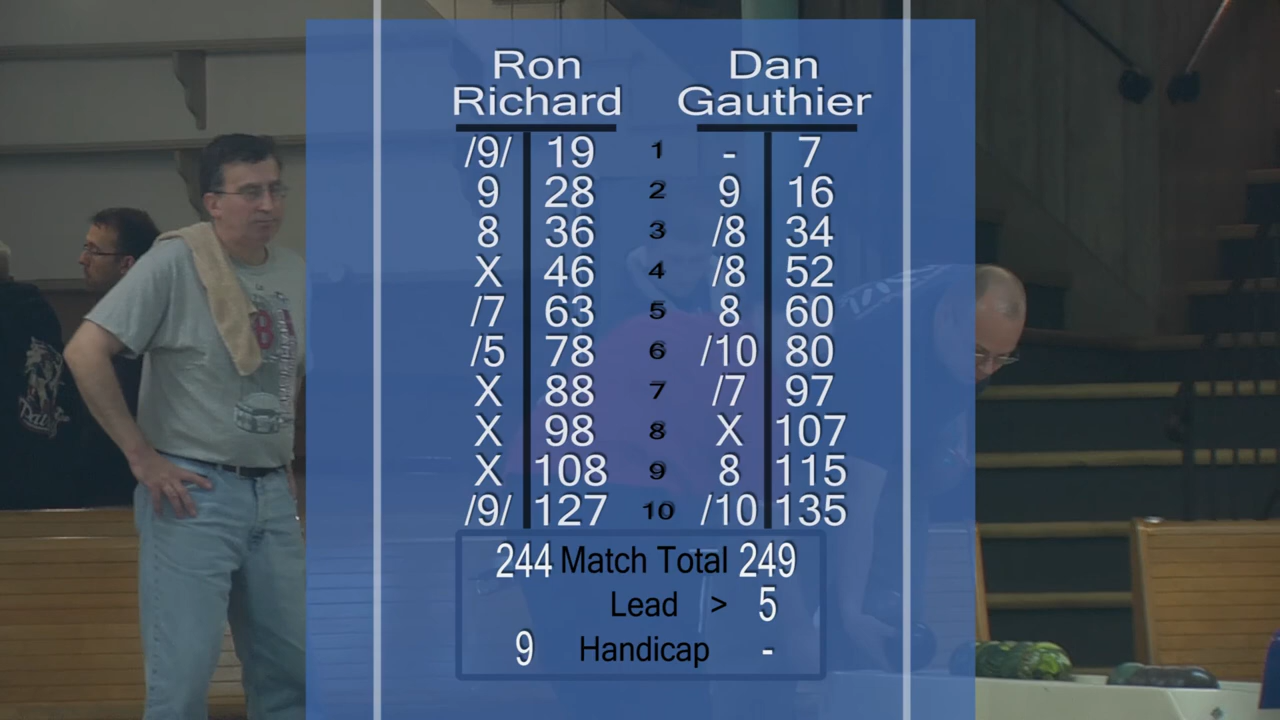 Ron Richard Dan Gauthier
/9/ 19 1 - 7
9 28 2 9 16
8 36 3 /8 34
X 46 4 /8 52
/7 63 5 8 60
/5 78 6 /10 80
X 88 7 /7 97
X 98 8 X 107
X 108 9 8 115
/9/ 127 10 /10 135
244 Match Total 249
Lead > 5
9 Handicap -